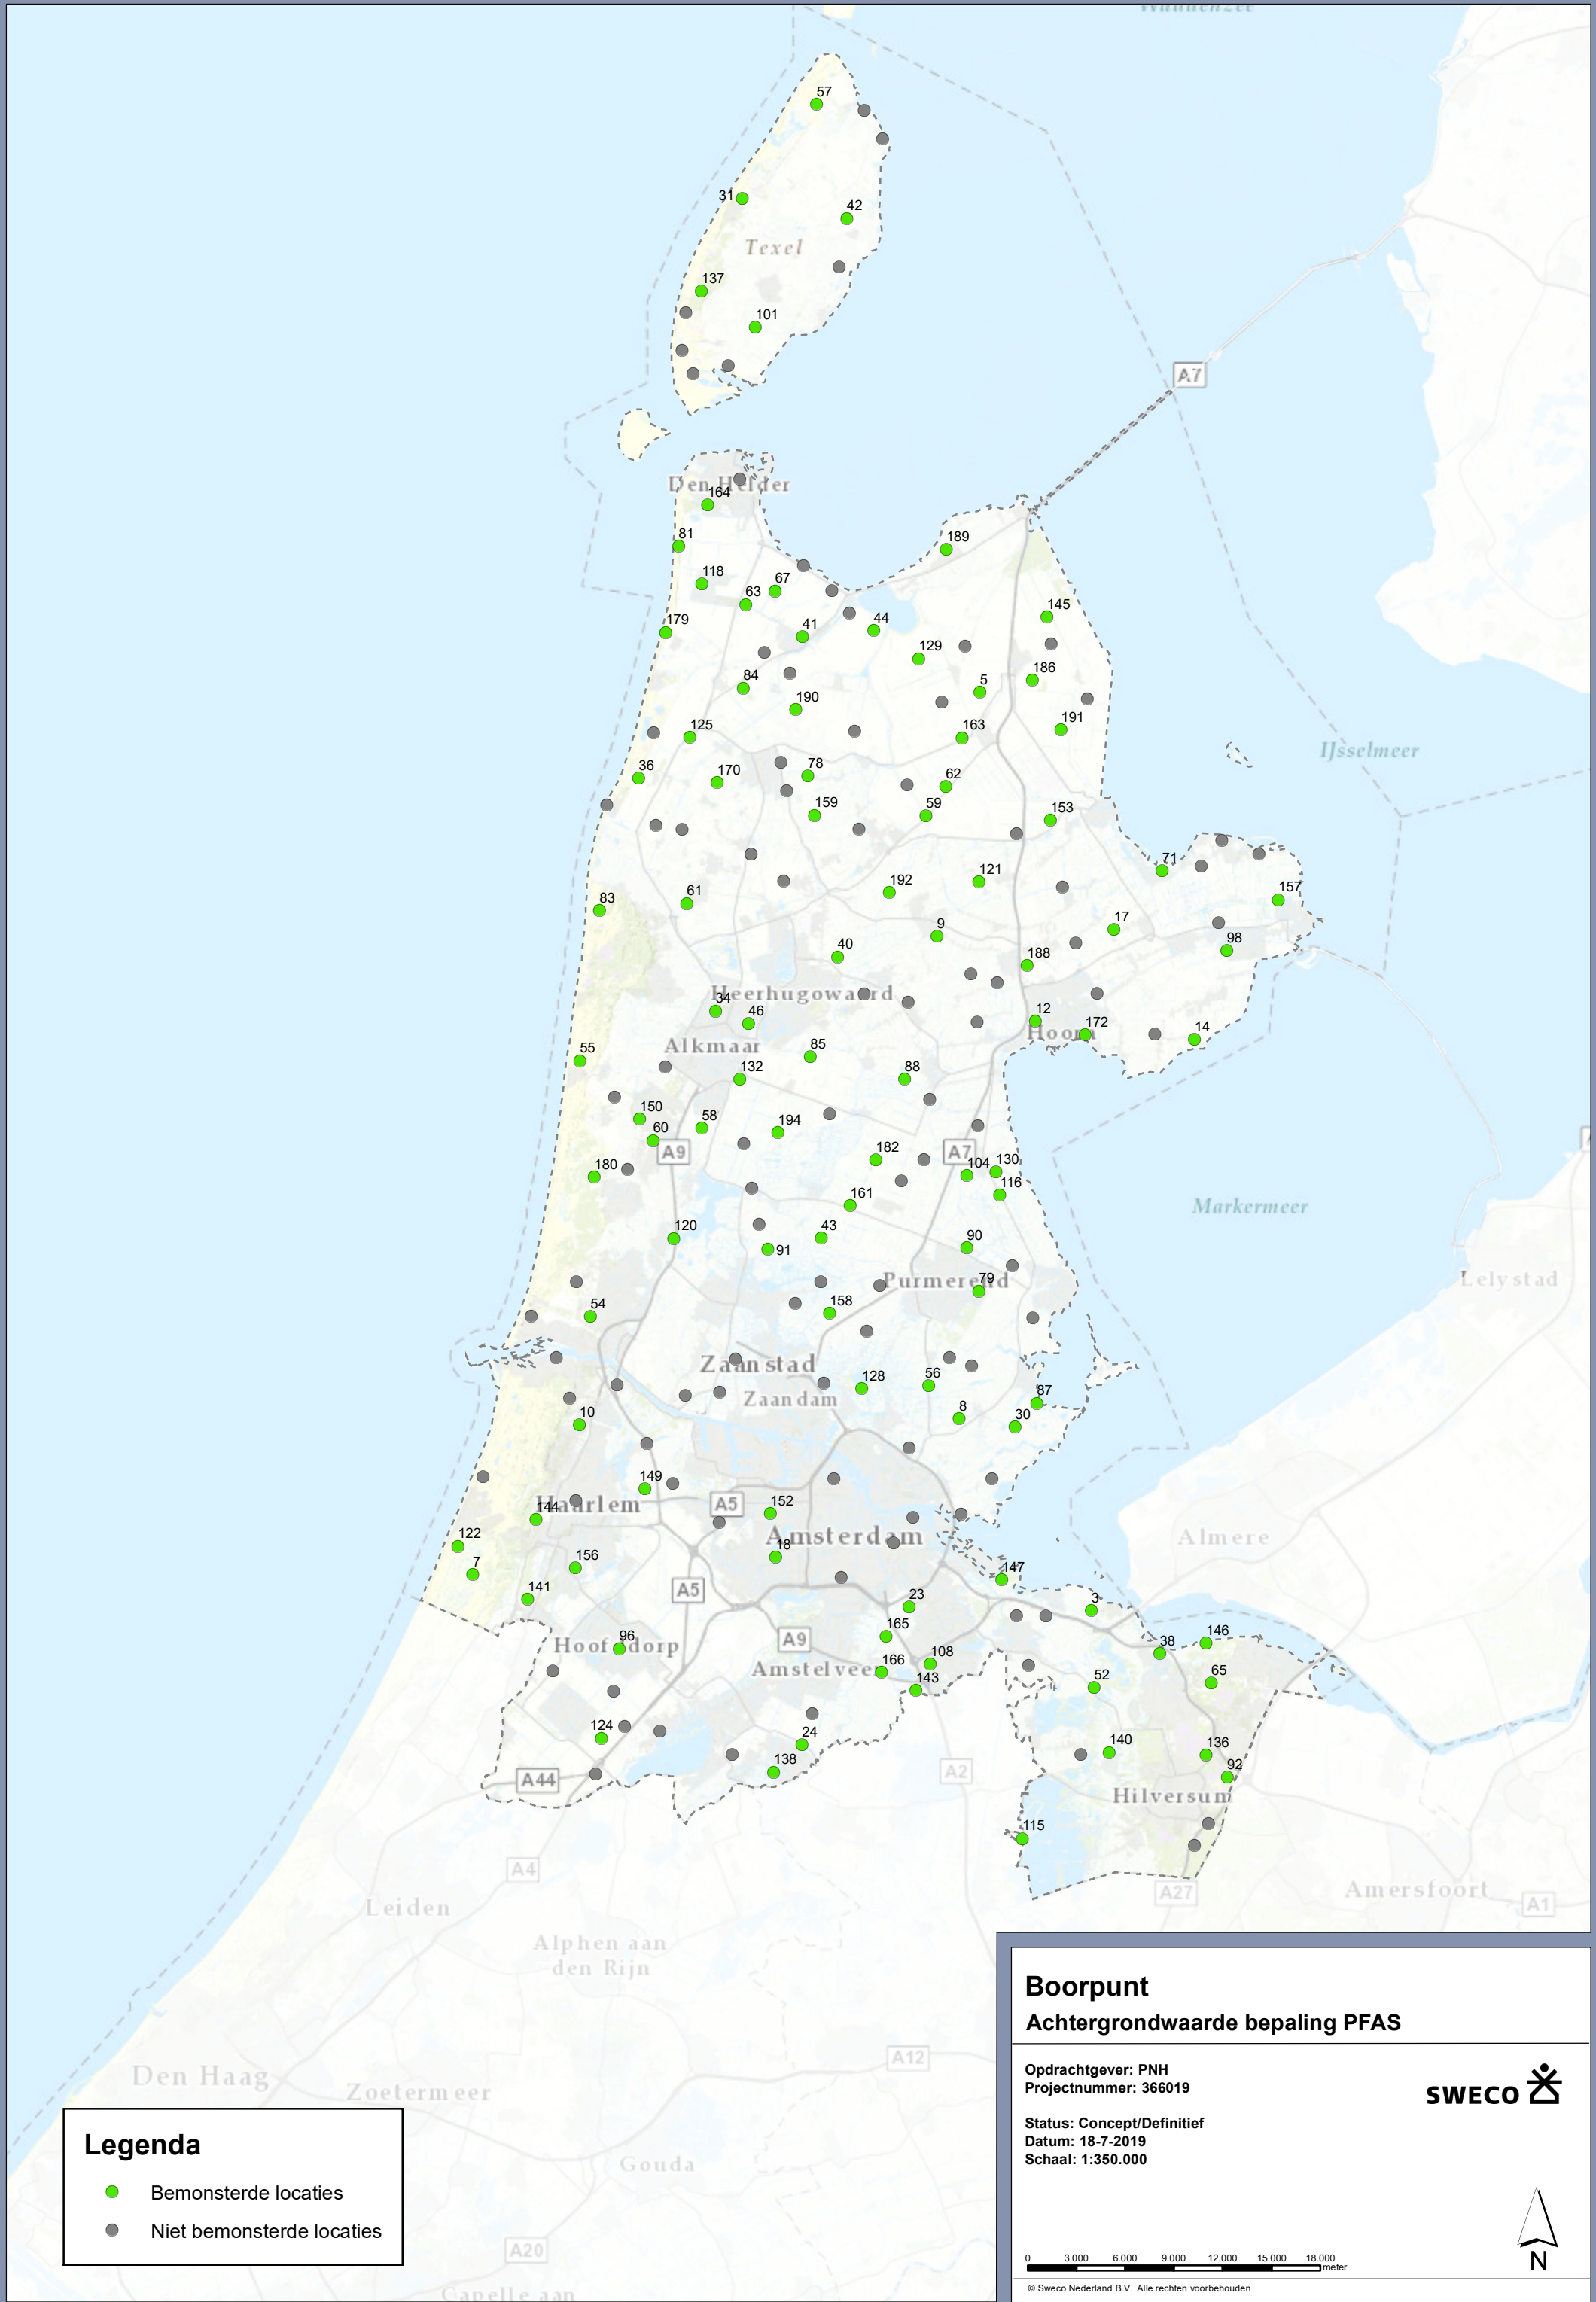 Waddenzee
57
31
42
Texel
137
101
A7
Den Helder
164
81
189
118
67
63
145
179
41
44
129
186
84
5
190
191
125
163
IJsselmeer
36
170
78
62
159
59
153
71
121
192
157
61
83
17
9
98
40
188
Heerhugowaard
34
12
46
172
14
Hoorn
Alkmaar
85
55
132
88
150
58
60
194
A9
182
A7
130
104
180
116
161
Markermeer
120
43
90
91
Purmerend
79
Lelystad
54
158
Zaanstad
128
56
87
Zaandam
10
8
30
149
A5
152
Haarlem
144
Amsterdam
Almere
122
18
156
7
147
A5
141
23
3
165
96
A9
Hoofddorp
146
38
108
Amstelveen
166
52
65
143
124
24
140
136
138
A2
92
A44
Hilversum
115
A4
A27
Amersfoort
A1
Leiden
Alphen aan
den Rijn
A12
Den Haag
Zoetermeer
Gouda
A20
Capelle aan
Legenda
Bemonsterde locaties
Niet bemonsterde locaties
Boorpunt
Achtergrondwaarde bepaling PFAS
Opdrachtgever: PNH
Projectnummer: 366019
SWECO
Status: Concept/Definitief
Datum: 18-7-2019
Schaal: 1:350.000
N
0 3.000 6.000 9.000 12.000 15.000 18.000
meter
© Sweco Nederland B.V. Alle rechten voorbehouden